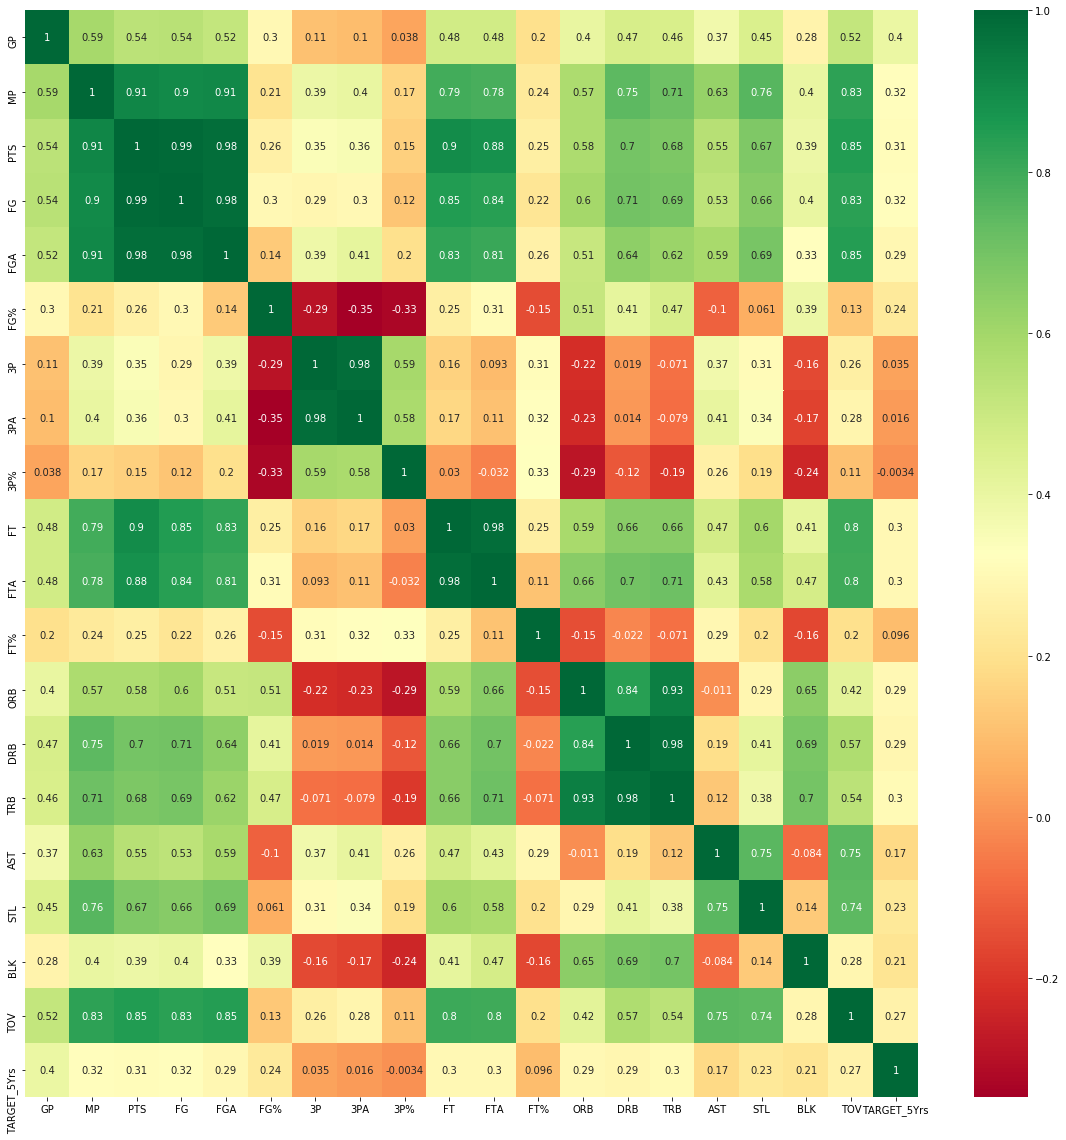 GP 1 0.59 0.54 0.54 0.52 0.3 0.11 0.1 0.038 0.48 0.48 0.2 0.4 0.47 0.46 0.37 0.45 0.28 0.52 0.4
MP 0.59 1 0.91 0.9 0.91 0.21 0.39 0.4 0.17 0.79 0.78 0.24 0.57 0.75 0.71 0.63 0.76 0.4 0.83 0.32
PTS 0.54 0.91 1 0.99 0.98 0.26 0.35 0.36 0.15 0.9 0.88 0.25 0.58 0.7 0.68 0.55 0.67 0.39 0.85 0.31
FG 0.54 0.9 0.99 1 0.98 0.3 0.29 0.3 0.12 0.85 0.84 0.22 0.6 0.71 0.69 0.53 0.66 0.4 0.83 0.32
FGA 0.52 0.91 0.98 0.98 1 0.14 0.39 0.41 0.2 0.83 0.81 0.26 0.51 0.64 0.62 0.59 0.69 0.33 0.85 0.29
FG% 0.3 0.21 0.26 0.3 0.14 1 -0.29 -0.35 -0.33 0.25 0.31 -0.15 0.51 0.41 0.47 -0.1 0.061 0.39 0.13 0.24
3P 0.11 0.39 0.35 0.29 0.39 -0.29 1 0.98 0.59 0.16 0.093 0.31 -0.22 0.019 -0.071 0.37 0.31 -0.16 0.26 0.035
3PA 0.1 0.4 0.36 0.3 0.41 -0.35 0.98 1 0.58 0.17 0.11 0.32 -0.23 0.014 -0.079 0.41 0.34 -0.17 0.28 0.016
3P% 0.038 0.17 0.15 0.12 0.2 -0.33 0.59 0.58 1 0.03 -0.032 0.33 -0.29 -0.12 -0.19 0.26 0.19 -0.24 0.11 -0.0034
FT 0.48 0.79 0.9 0.85 0.83 0.25 0.16 0.17 0.03 1 0.98 0.25 0.59 0.66 0.66 0.47 0.6 0.41 0.8 0.3
FTA 0.48 0.78 0.88 0.84 0.81 0.31 0.093 0.11 -0.032 0.98 1 0.11 0.66 0.7 0.71 0.43 0.58 0.47 0.8 0.3
FT% 0.2 0.24 0.25 0.22 0.26 -0.15 0.31 0.32 0.33 0.25 0.11 1 -0.15 -0.022 -0.071 0.29 0.2 -0.16 0.2 0.096
ORB 0.4 0.57 0.58 0.6 0.51 0.51 -0.22 -0.23 -0.29 0.59 0.66 -0.15 1 0.84 0.93 -0.011 0.29 0.65 0.42 0.29
DRB 0.47 0.75 0.7 0.71 0.64 0.41 0.019 0.014 -0.12 0.66 0.7 -0.022 0.84 1 0.98 0.19 0.41 0.69 0.57 0.29
TRB 0.46 0.71 0.68 0.69 0.62 0.47 -0.071 -0.079 -0.19 0.66 0.71 -0.071 0.93 0.98 1 0.12 0.38 0.7 0.54 0.3
AST 0.37 0.63 0.55 0.53 0.59 -0.1 0.37 0.41 0.26 0.47 0.43 0.29 -0.011 0.19 0.12 1 0.75 -0.084 0.75 0.17
STL 0.45 0.76 0.67 0.66 0.69 0.061 0.31 0.34 0.19 0.6 0.58 0.2 0.29 0.41 0.38 0.75 1 0.14 0.74 0.23
BLK 0.28 0.4 0.39 0.4 0.33 0.39 -0.16 -0.17 -0.24 0.41 0.47 -0.16 0.65 0.69 0.7 -0.084 0.14 1 0.28 0.21
TOV 0.52 0.83 0.85 0.83 0.85 0.13 0.26 0.28 0.11 0.8 0.8 0.2 0.42 0.57 0.54 0.75 0.74 0.28 1 0.27
TARGET_5Yrs 0.4 0.32 0.31 0.32 0.29 0.24 0.035 0.016 -0.0034 0.3 0.3 0.096 0.29 0.29 0.3 0.17 0.23 0.21 0.27 1
GP MP PTS FG FGA FG% 3P 3PA 3P% FT FTA FT% ORB DRB TRB AST STL BLK TOV TARGET_5Yrs
1.0
0.8
0.6
0.4
0.2
0.0
−0.2